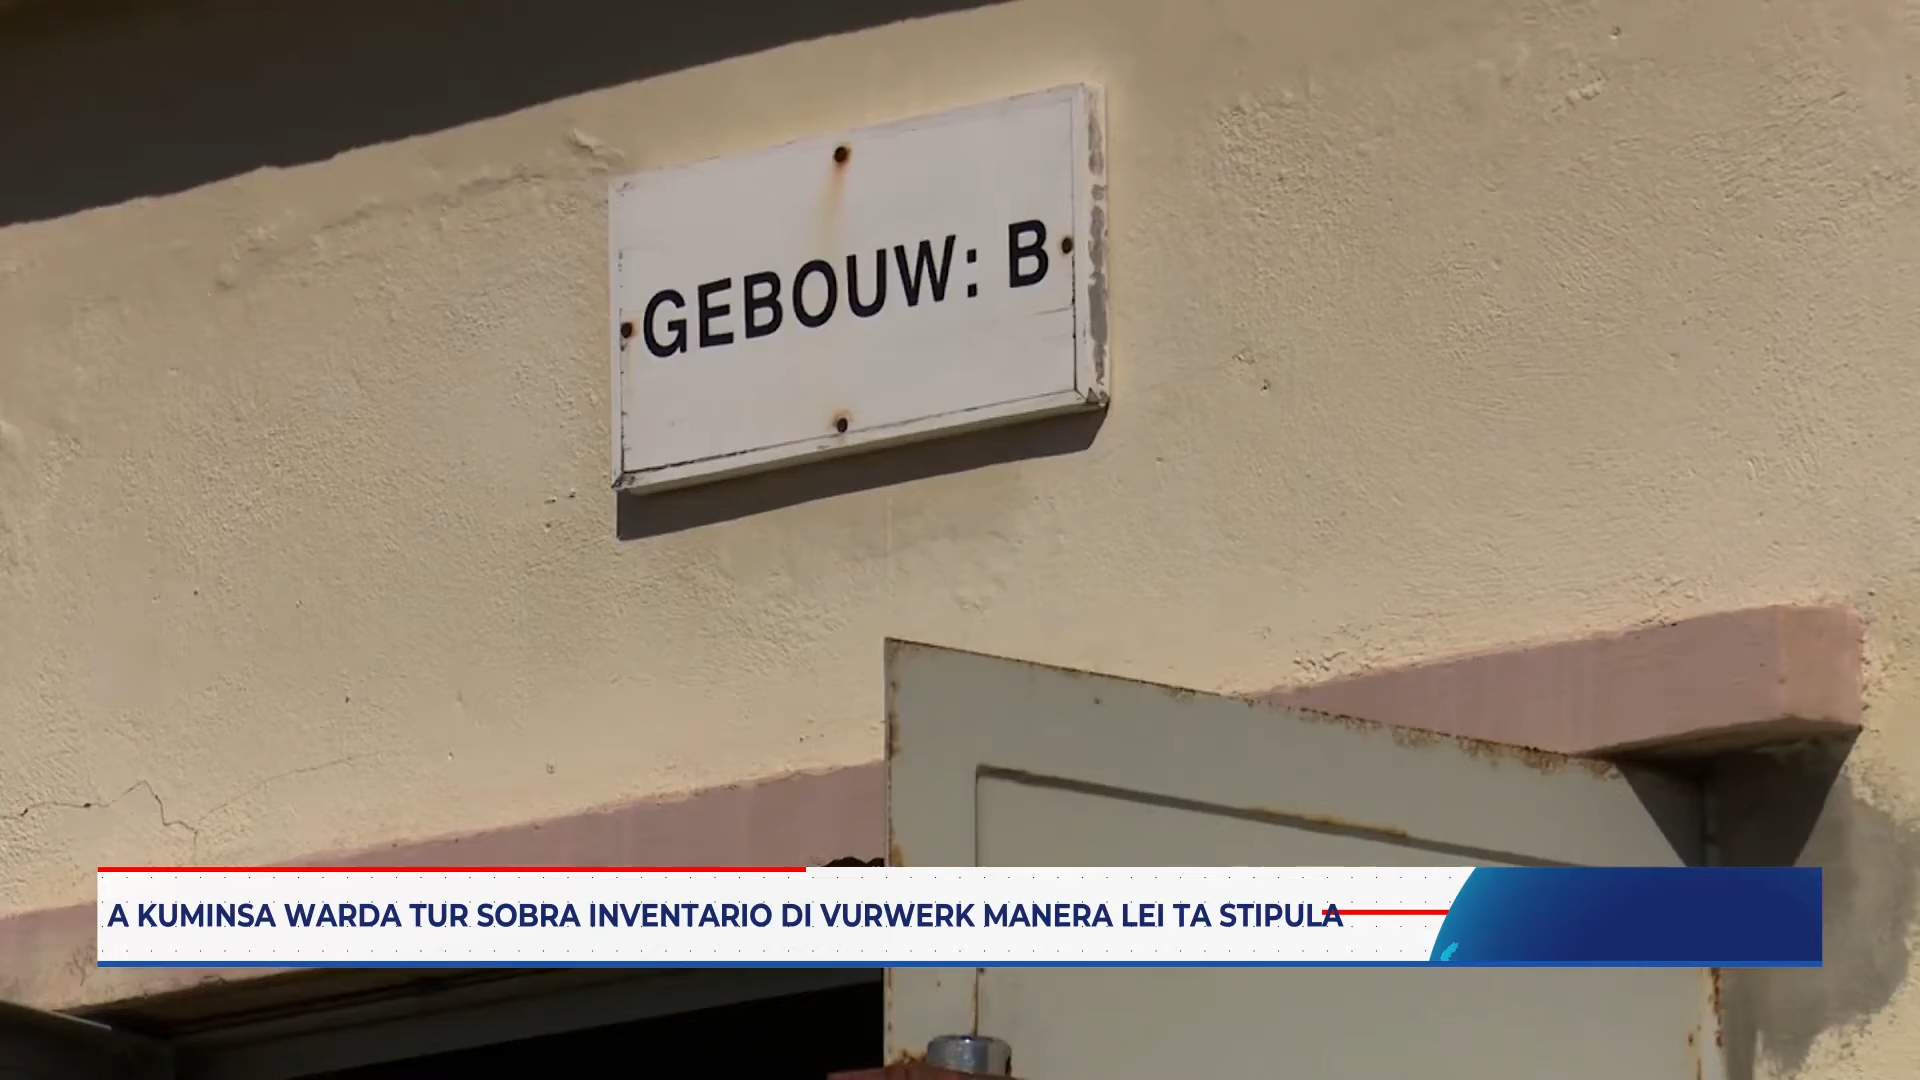 GEBOUW: B
A KUMINSA WARDA TUR SOBRA INVENTARIO DI VURWERK MANERA LEI TA STIPULA